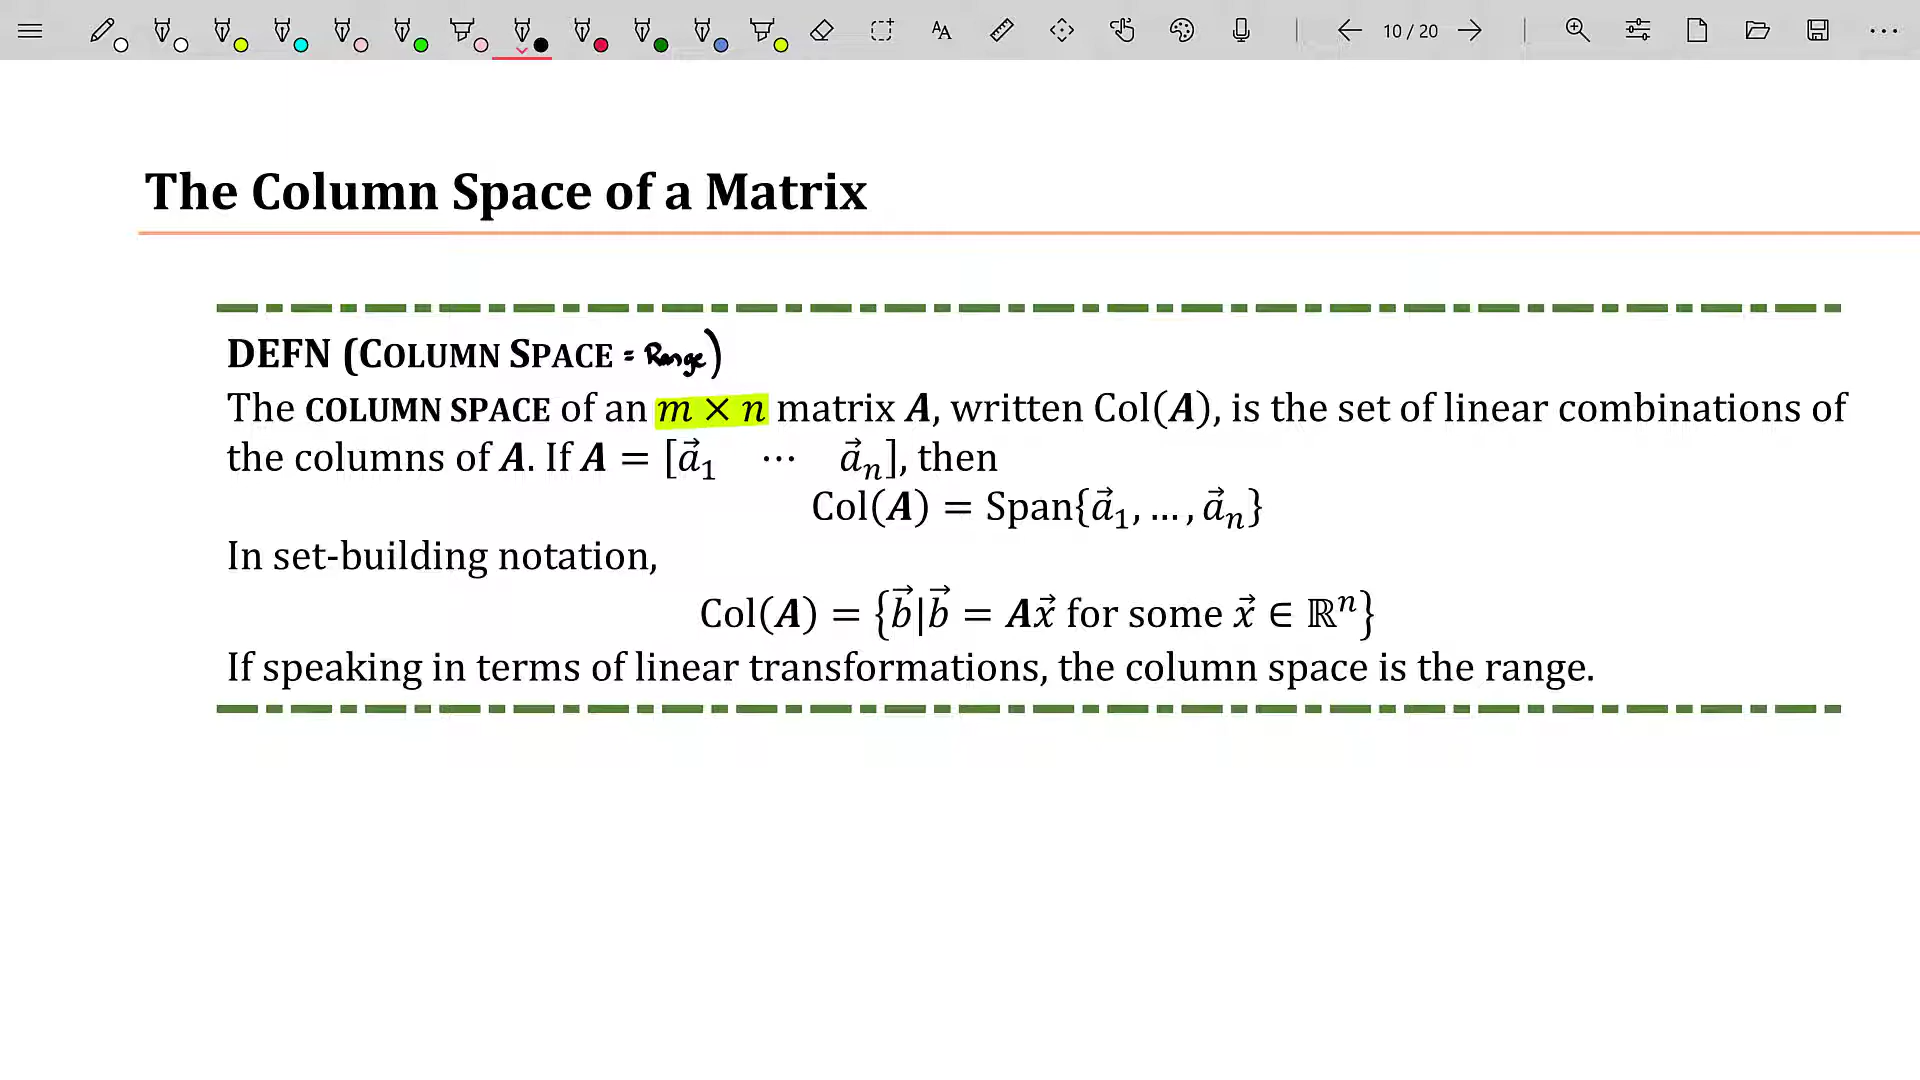 10 / 20
The Column Space of a Matrix
DEFN (COLUMN SPACE = Range)
The COLUMN SPACE of an m × n matrix A, written Col(A), is the set of linear combinations of
the columns of A. If A = [a⃗₁ ⋯ a⃗ₙ], then
Col(A) = Span{a⃗₁, … , a⃗ₙ}
In set-building notation,
Col(A) = {b⃗|b⃗ = Ax⃗ for some x⃗ ∈ ℝⁿ}
If speaking in terms of linear transformations, the column space is the range.